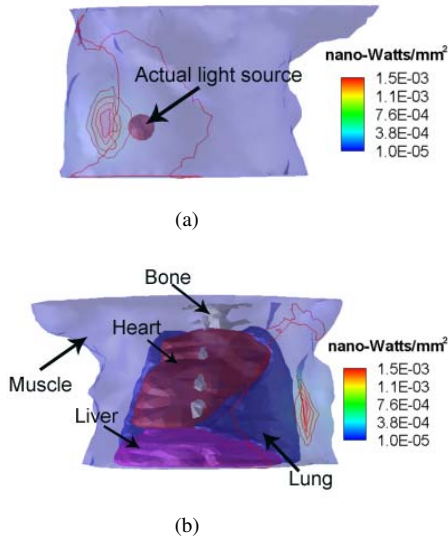 nano-Watts/mm²
Actual light source
1.5E-03
1.1E-03
7.6E-04
3.8E-04
1.0E-05
(a)
Bone
Heart
nano-Watts/mm²
1.5E-03
1.1E-03
7.6E-04
3.8E-04
1.0E-05
Muscle
Liver
Lung
(b)